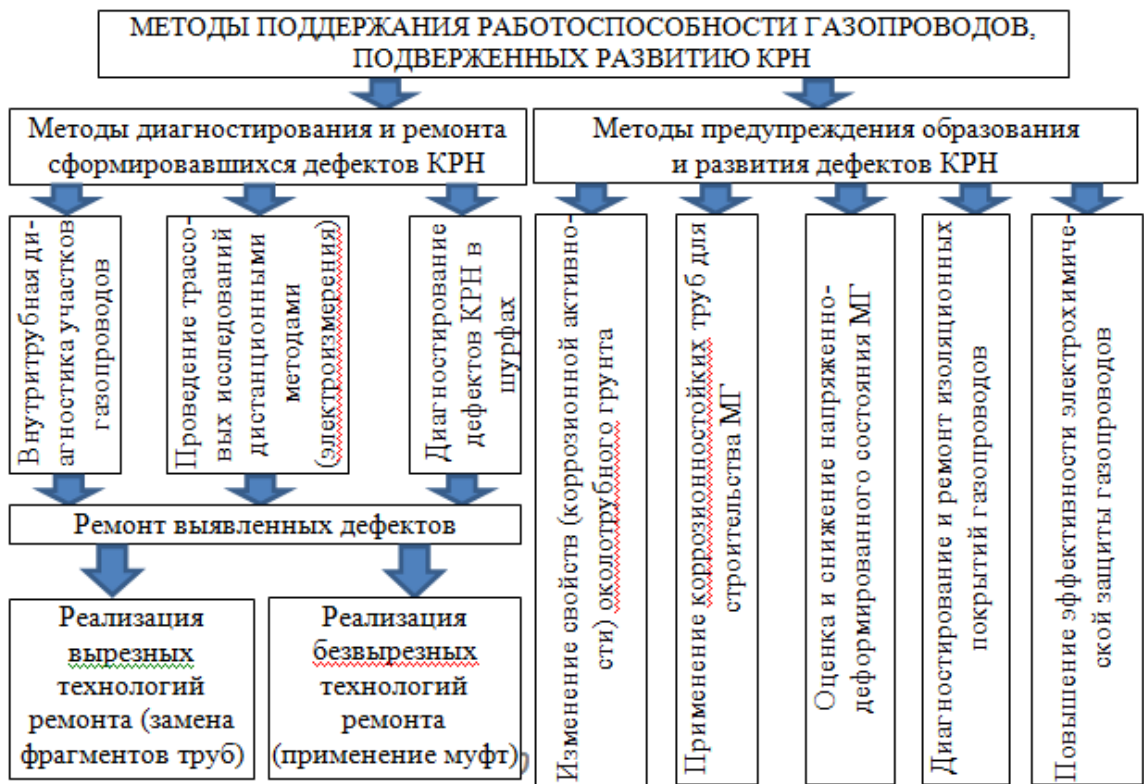 МЕТОДЫ ПОДДЕРЖАНИЯ РАБОТОСПОСОБНОСТИ ГАЗОПРОВОДОВ,
ПОДВЕРЖЕННЫХ РАЗВИТИЮ КРН
Методы диагностирования и ремонта
сформировавшихся дефектов КРН
Методы предупреждения образования
и развития дефектов КРН
Внутритрубная ди-
агностика участков
газопроводов
Проведение трассо-
вых исследований
дистанционными
методами
(электроизмерения)
Диагностирование
дефектов КРН в
шурфах
Изменение свойств (коррозионной активно-
сти) околотрубного грунта
Применение коррозионностойких труб для
строительства МГ
Оценка и снижение напряженно-
деформированного состояния МГ
Диагностирование и ремонт изоляционных
покрытий газопроводов
Повышение эффективности электрохимиче-
ской защиты газопроводов
Ремонт выявленных дефектов
Реализация
вырезных
технологий
ремонта (замена
фрагментов труб)
Реализация
безвырезных
технологий
ремонта
(применение муфт)